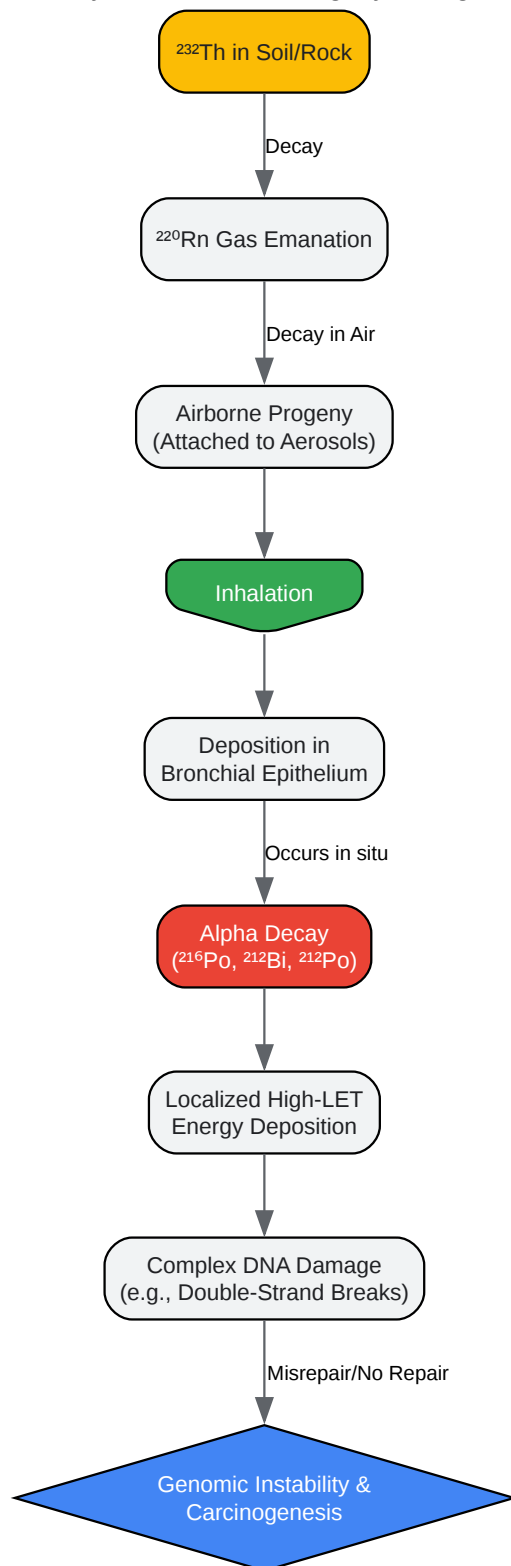 ²³²Th in Soil/Rock
Decay
²²⁰Rn Gas Emanation
Decay in Air
Airborne Progeny
(Attached to Aerosols)
Inhalation
Deposition in
Bronchial Epithelium
Occurs in situ
Alpha Decay
(²¹⁶Po, ²¹²Bi, ²¹²Po)
Localized High-LET
Energy Deposition
Complex DNA Damage
(e.g., Double-Strand Breaks)
Misrepair/No Repair
Genomic Instability &
Carcinogenesis